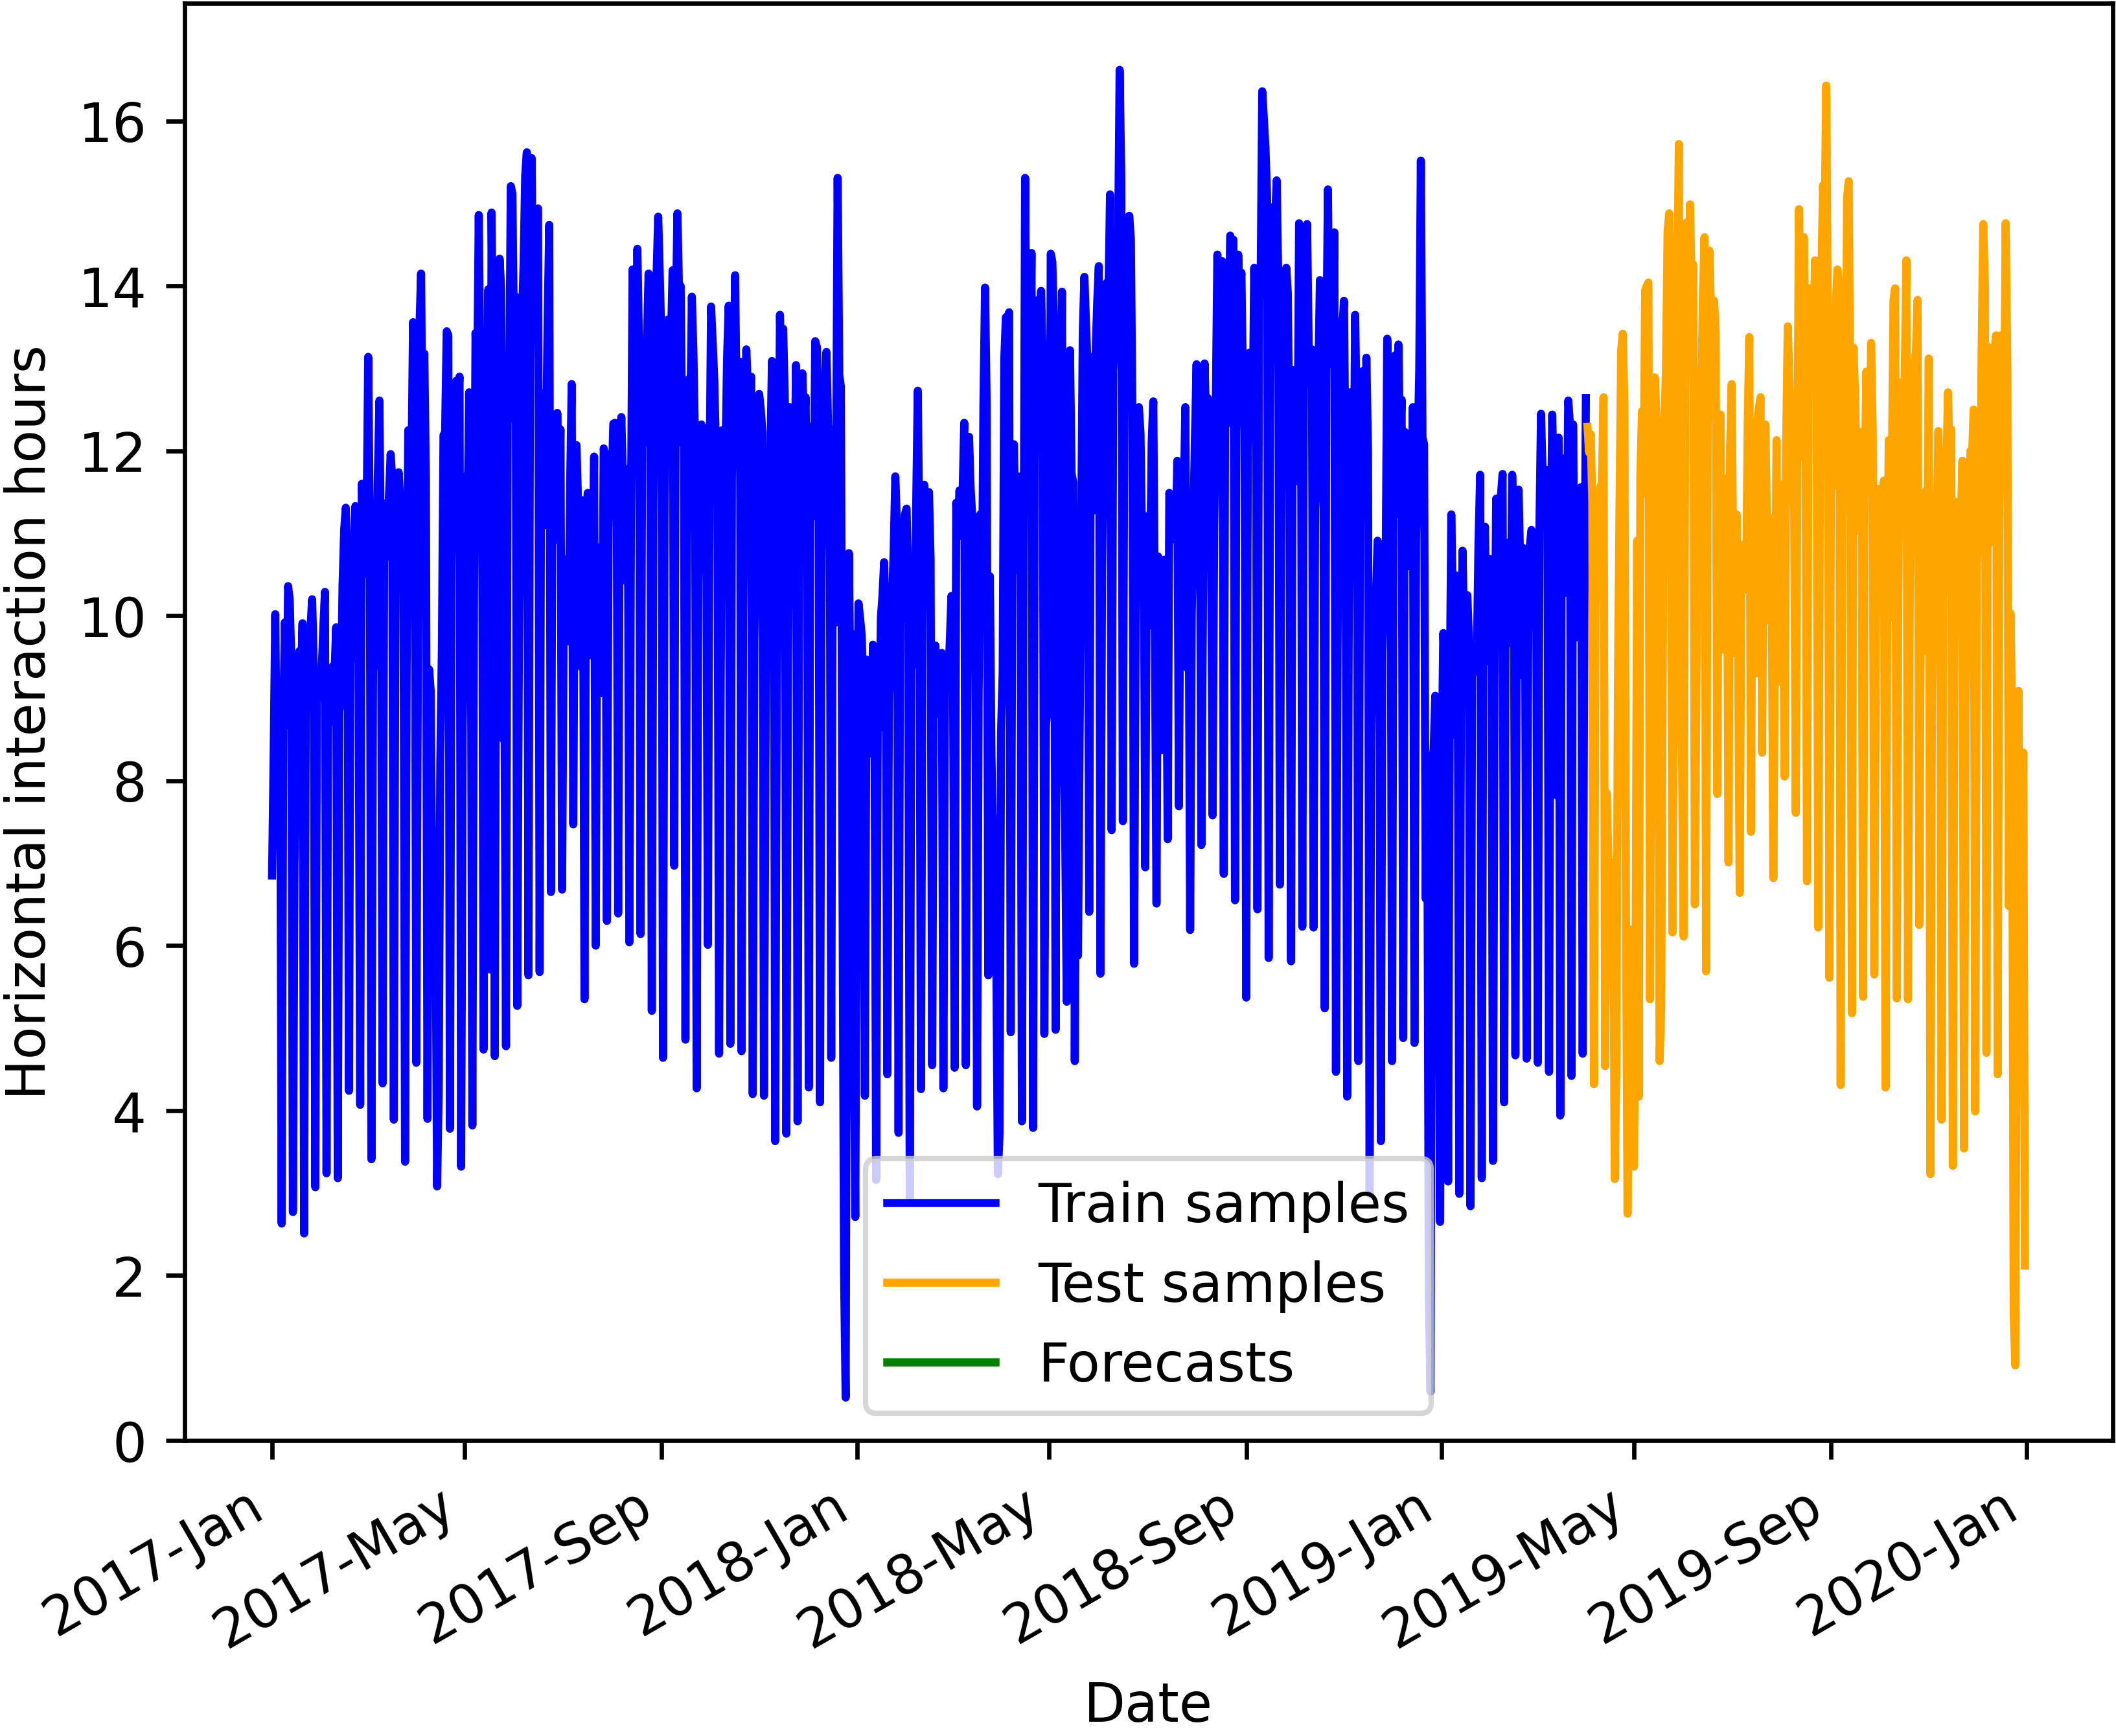 Horizontal interaction hours
16
14
12
10
8
6
4
2
0
Train samples
Test samples
Forecasts
2017-Jan
2017-May
2017-Sep
2018-Jan
2018-May
2018-Sep
2019-Jan
2019-May
2019-Sep
2020-Jan
Date